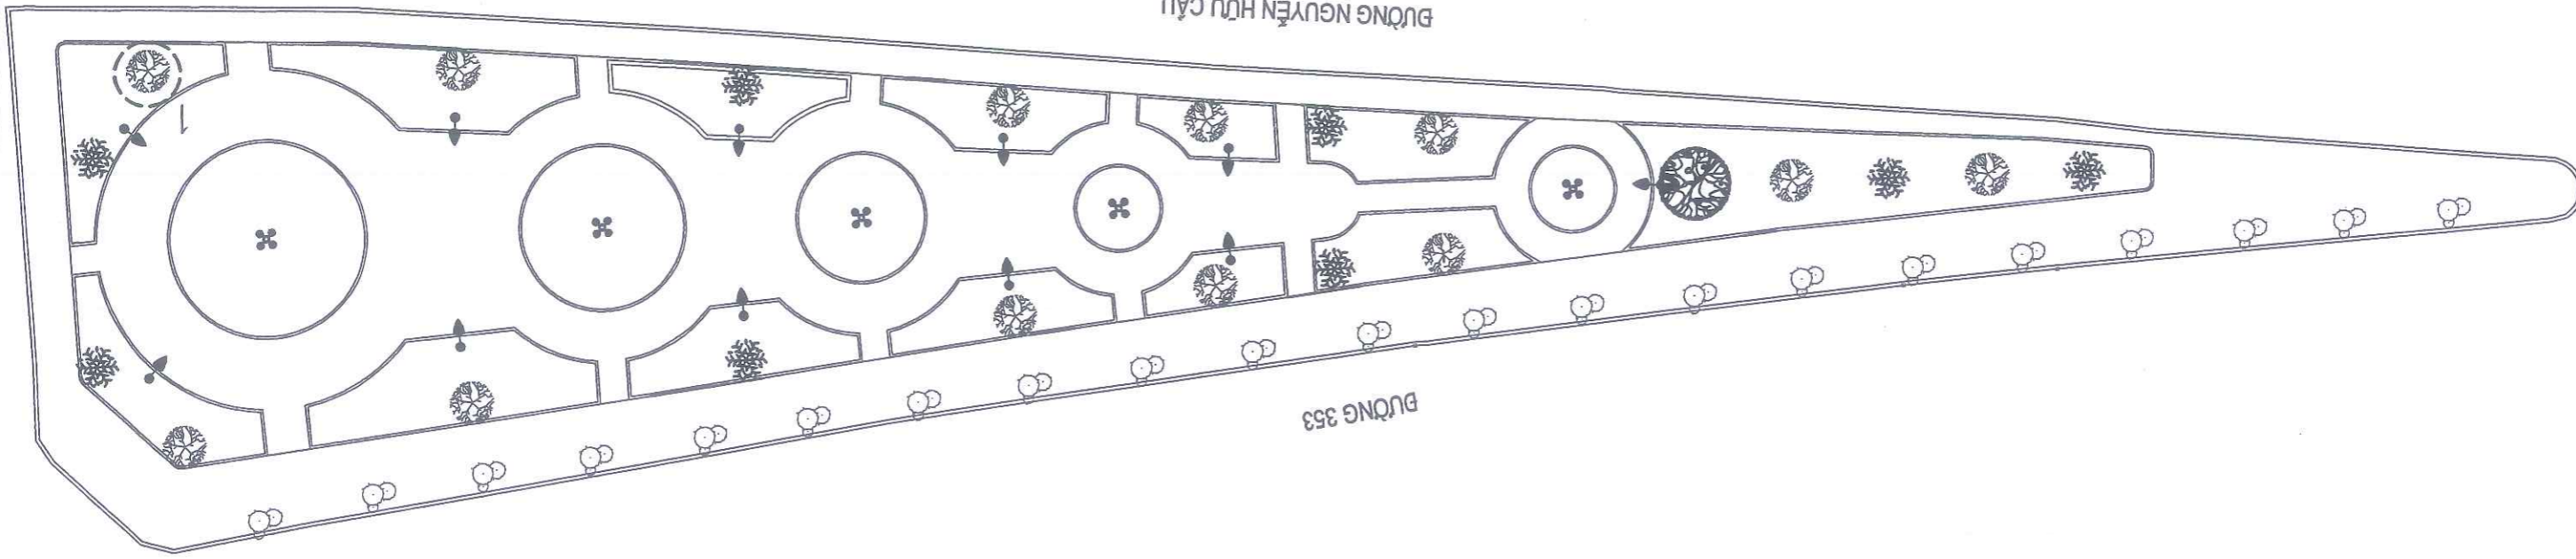 ĐƯỜNG 353
1
ĐƯỜNG NGUYỄN HỮU CẦU